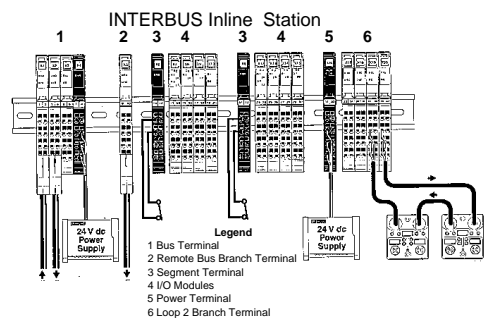 INTERBUS Inline Station
1 2 3 4 3 4 5 6
24 V dc
Power
Supply
24 V dc
Power
Supply
Legend
1 Bus Terminal
2 Remote Bus Branch Terminal
3 Segment Terminal
4 I/O Modules
5 Power Terminal
6 Loop 2 Branch Terminal